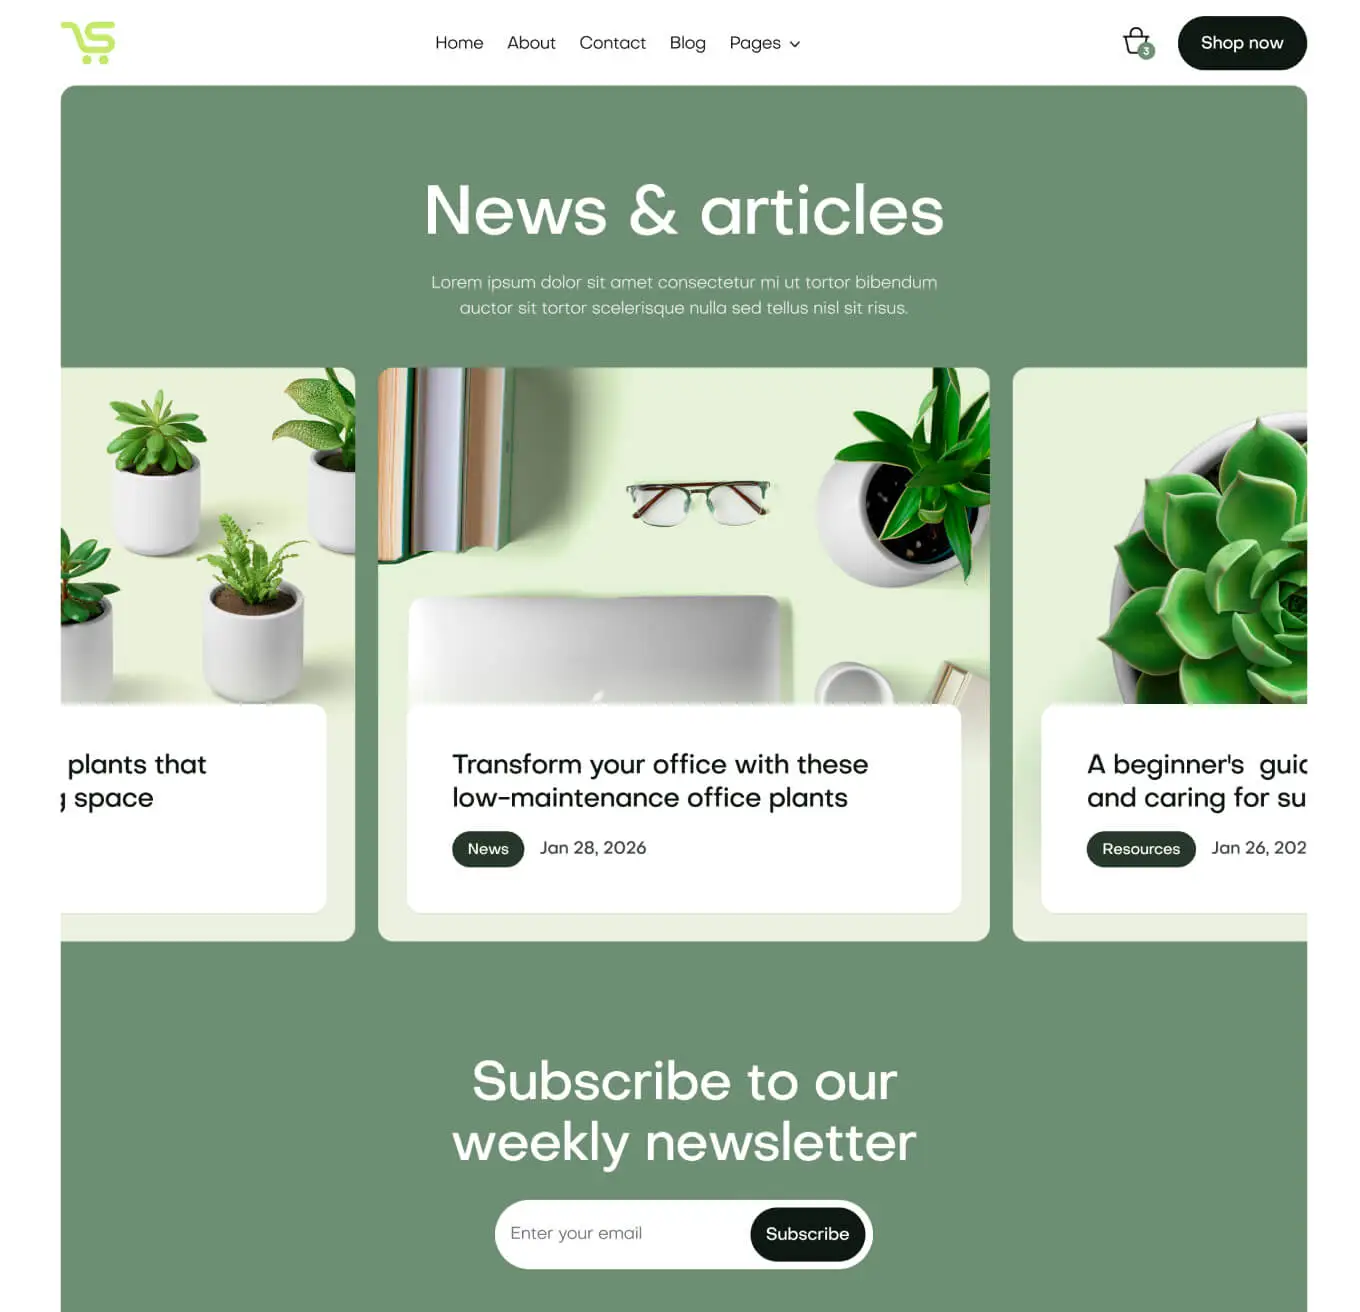 Home About Contact Blog Pages
3
Shop now
News & articles
Lorem ipsum dolor sit amet consectetur mi ut tortor bibendum
auctor sit tortor scelerisque nulla sed tellus nisl sit risus.
plants that
space
Transform your office with these
low-maintenance office plants
News Jan 28, 2026
A beginner's guid
and caring for su
Resources Jan 26, 202
Subscribe to our
weekly newsletter
Enter your email
Subscribe